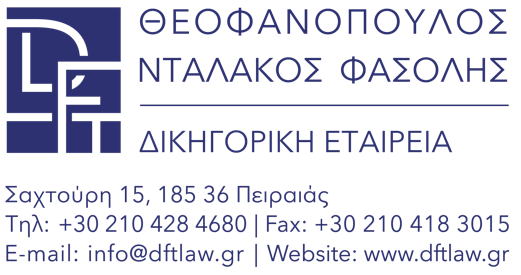 DFT
ΘΕΟΦΑΝΟΠΟΥΛΟΣ
ΝΤΑΛΑΚΟΣ ΦΑΣΟΛΗΣ
ΔΙΚΗΓΟΡΙΚΗ ΕΤΑΙΡΕΙΑ
Σαχτούρη 15, 185 36 Πειραιάς
Τηλ: +30 210 428 4680 | Fax: +30 210 418 3015
E-mail: info@dftlaw.gr | Website: www.dftlaw.gr